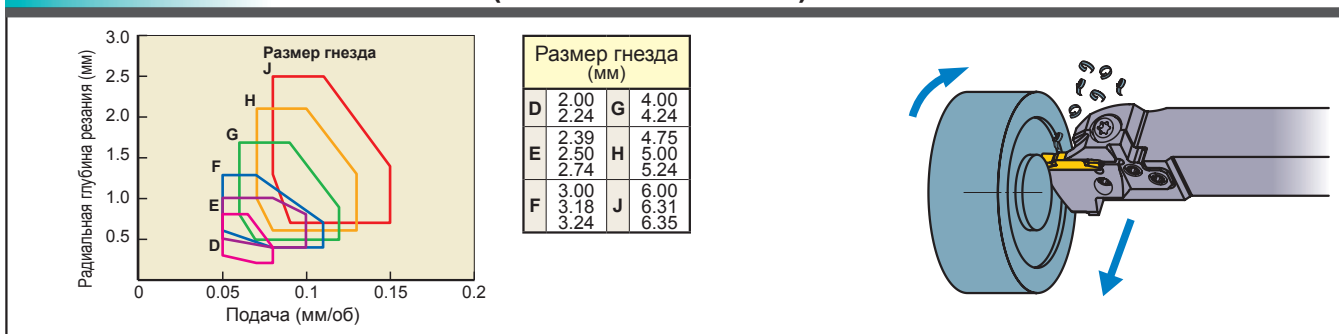 3.0
2.5
2.0
1.5
1.0
0.5
0
0.05
0.1
0.15
0.2
Радиальная глубина резания (мм)
Подача (мм/об)
Размер гнезда
J
H
G
F
E
D
Размер гнезда
(мм)
D 2.00 G 4.00
2.24 4.24
E 2.39 H 4.75
2.50 5.00
2.74 5.24
F 3.00 J 6.00
3.18 6.31
3.24 6.35